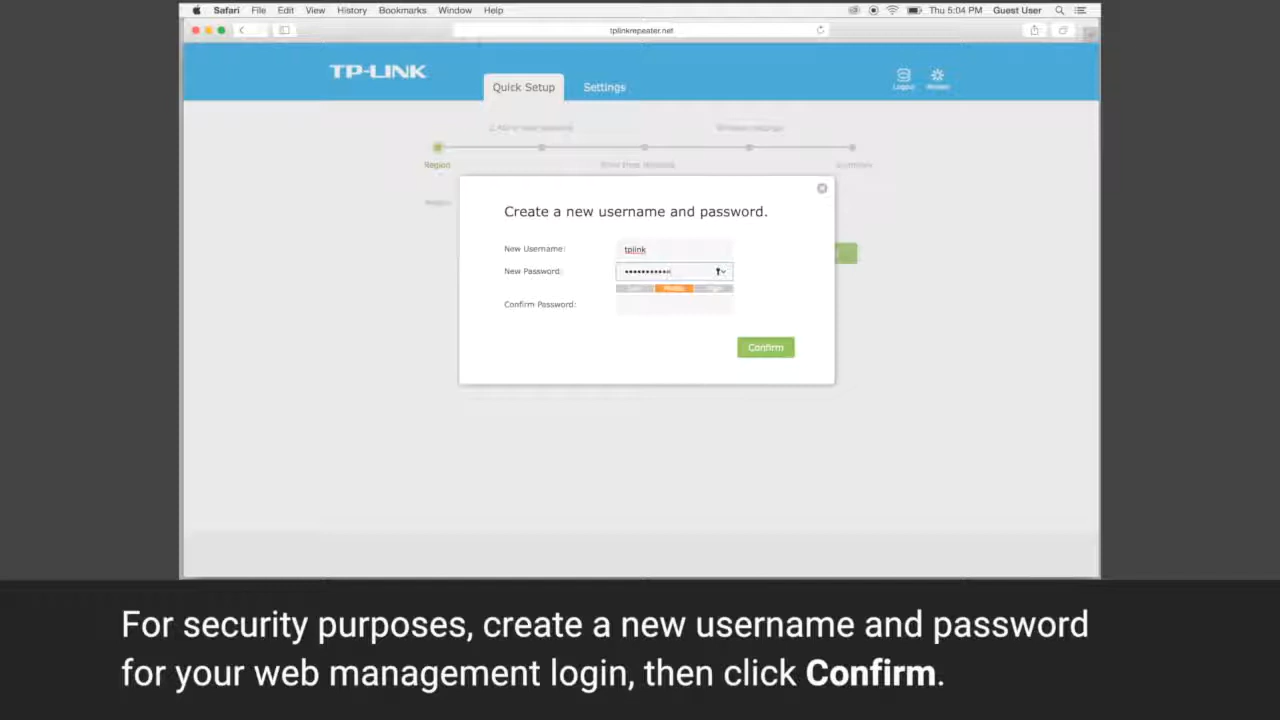 Safari File Edit View History Bookmarks Window Help Thu 5:04 PM Guest User
tplinkrepeater.net
TP-LINK
Quick Setup Settings
Logout Reboot
Region
Create a new username and password.
New Username: tplink
New Password: •••••••••••
Confirm Password:
Confirm
For security purposes, create a new username and password
for your web management login, then click Confirm.